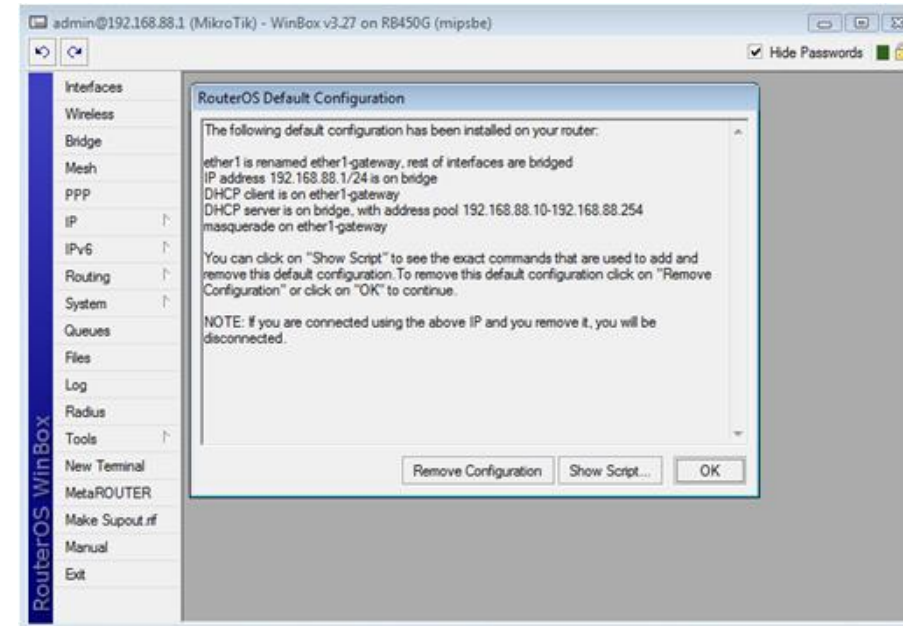 admin@192.168.88.1 (MikroTik) - WinBox v3.27 on RB450G (mipsbe)
Hide Passwords
Interfaces
Wireless
Bridge
Mesh
PPP
IP
IPv6
Routing
System
Queues
Files
Log
Radius
Tools
New Terminal
MetaROUTER
Make Supout.rif
Manual
Exit
RouterOS WinBox
RouterOS Default Configuration
The following default configuration has been installed on your router:
ether1 is renamed ether1-gateway, rest of interfaces are bridged
IP address 192.168.88.1/24 is on bridge
DHCP client is on ether1-gateway
DHCP server is on bridge, with address pool 192.168.88.10-192.168.88.254
masquerade on ether1-gateway
You can click on "Show Script" to see the exact commands that are used to add and
remove this default configuration. To remove this default configuration click on "Remove
Configuration" or click on "OK" to continue.
NOTE: If you are connected using the above IP and you remove it, you will be
disconnected.
Remove Configuration
Show Script...
OK